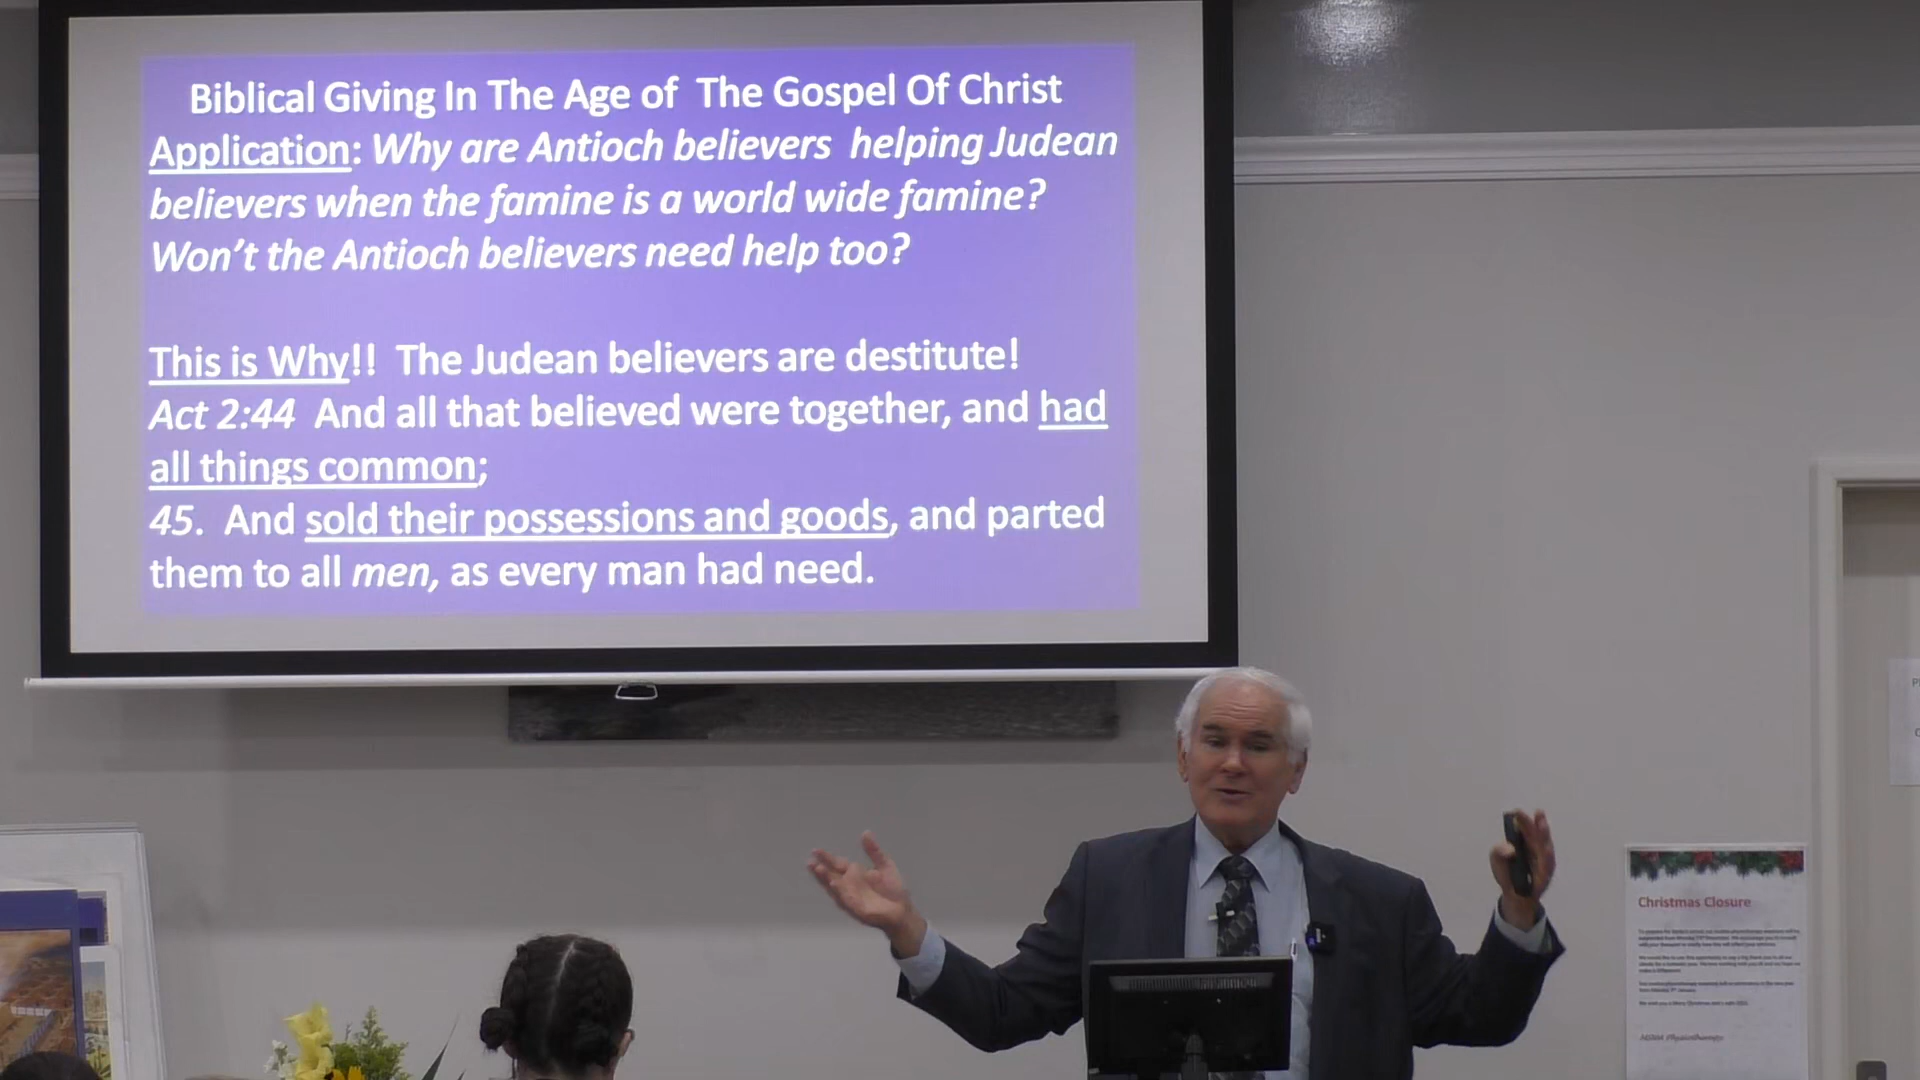 Biblical Giving In The Age of The Gospel Of Christ
Application: Why are Antioch believers helping Judean
believers when the famine is a world wide famine?
Won't the Antioch believers need help too?
This is Why!! The Judean believers are destitute!
Act 2:44 And all that believed were together, and had
all things common;
45. And sold their possessions and goods, and parted
them to all men, as every man had need.
Christmas Closure